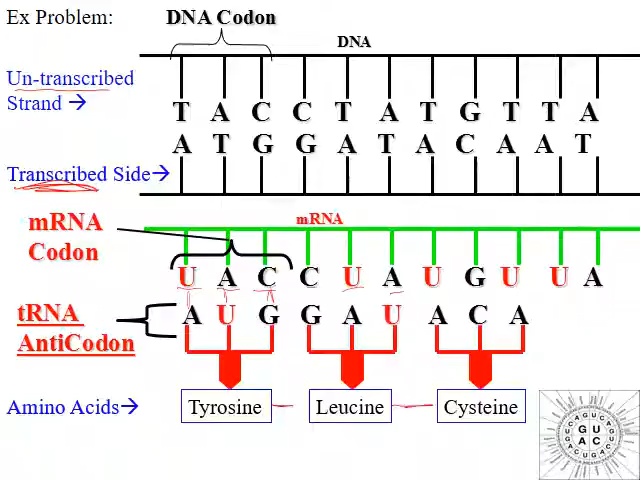 Ex Problem:
DNA Codon
DNA
Un-transcribed
Strand →
T A C C T A T G T T A
A T G G A T A C A A T
Transcribed Side→
mRNA
mRNA
Codon
U A C C U A U G U U A
tRNA
AntiCodon
A U G G A U A C A
Amino Acids→
Tyrosine
Leucine
Cysteine
G U
A C